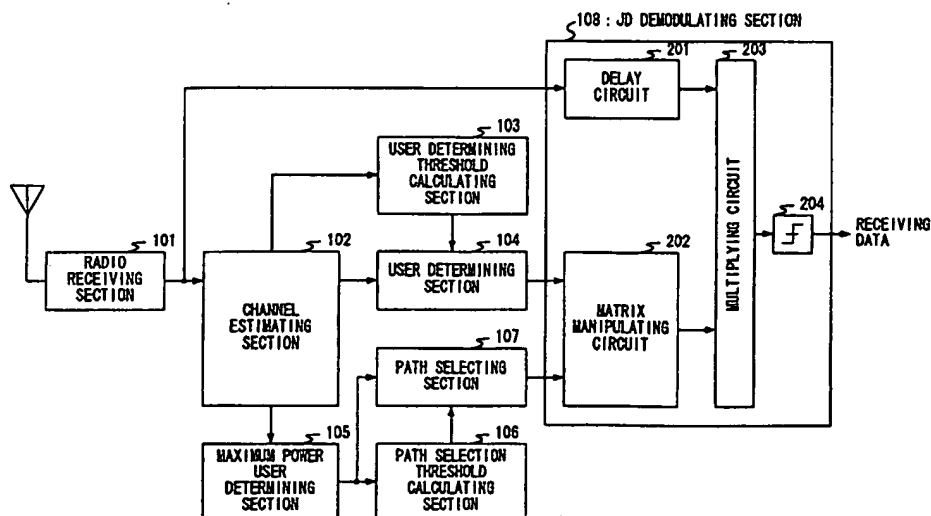 108 : JD DEMODULATING SECTION
201
DELAY
CIRCUIT
203
MULTIPLYING CIRCUIT
103
USER DETERMINING
THRESHOLD
CALCULATING
SECTION
101
RADIO
RECEIVING
SECTION
102
CHANNEL
ESTIMATING
SECTION
104
USER DETERMINING
SECTION
202
MATRIX
MANIPULATING
CIRCUIT
204
RECEIVING
DATA
107
PATH SELECTING
SECTION
105
MAXIMUM POWER
USER
DETERMINING
SECTION
106
PATH SELECTION
THRESHOLD
CALCULATING
SECTION